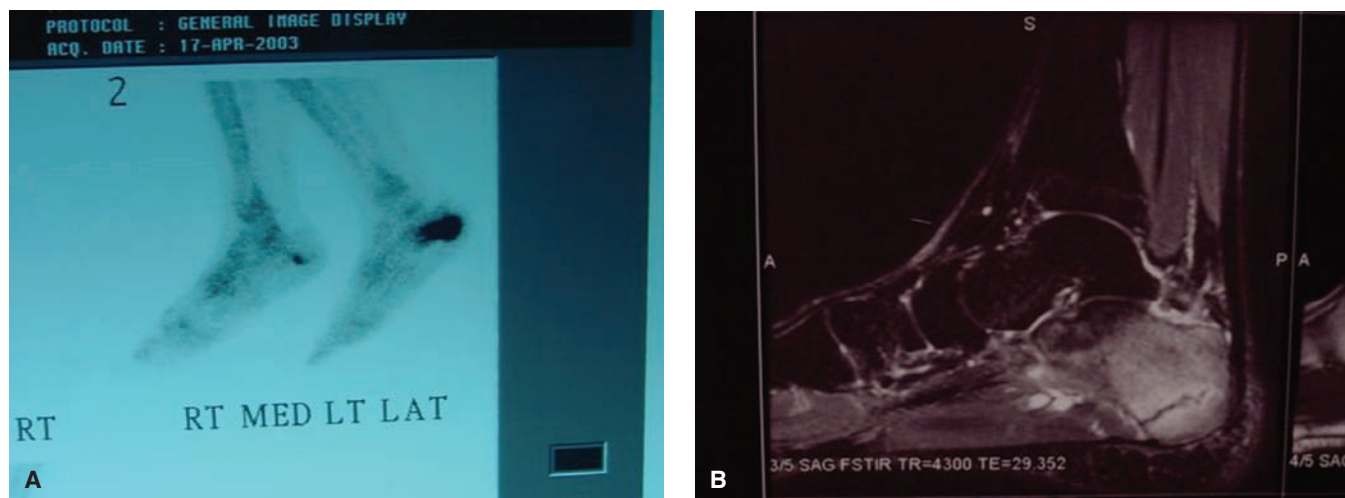 PROTOCOL : GENERAL IMAGE DISPLAY
ACQ. DATE : 17-APR-2003
2
RT
RT MED LT LAT
A
S
A
P A
3/5 SAG FSTIR TR=4300 TE=29.352
4/5 SAG
B